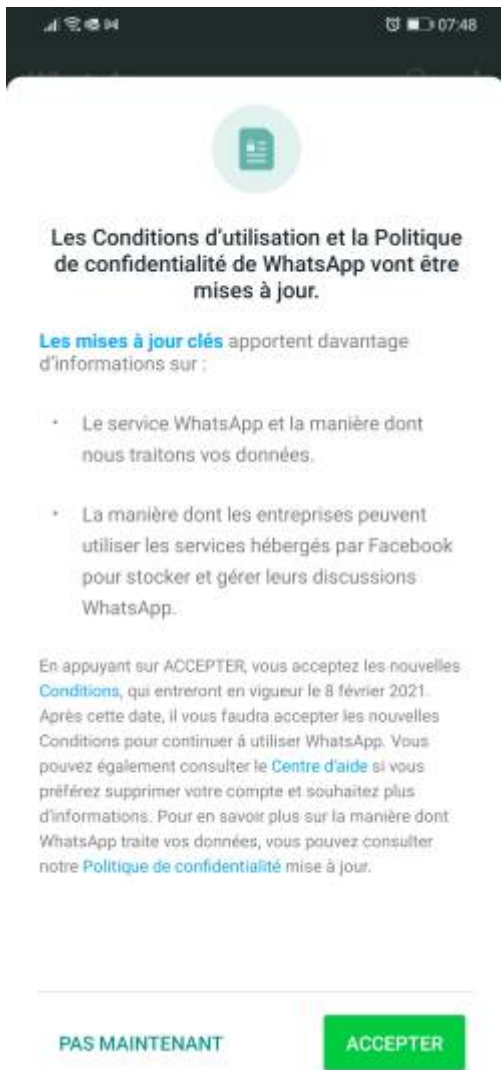 07:48
Les Conditions d'utilisation et la Politique
de confidentialité de WhatsApp vont être
mises à jour.
Les mises à jour clés apportent davantage
d'informations sur :
• Le service WhatsApp et la manière dont
nous traitons vos données.
• La manière dont les entreprises peuvent
utiliser les services hébergés par Facebook
pour stocker et gérer leurs discussions
WhatsApp.
En appuyant sur ACCEPTER, vous acceptez les nouvelles
Conditions, qui entreront en vigueur le 8 février 2021.
Après cette date, il vous faudra accepter les nouvelles
Conditions pour continuer à utiliser WhatsApp. Vous
pouvez également consulter le Centre d'aide si vous
préférez supprimer votre compte et souhaitez plus
d'informations. Pour en savoir plus sur la manière dont
WhatsApp traite vos données, vous pouvez consulter
notre Politique de confidentialité mise à jour.
PAS MAINTENANT
ACCEPTER